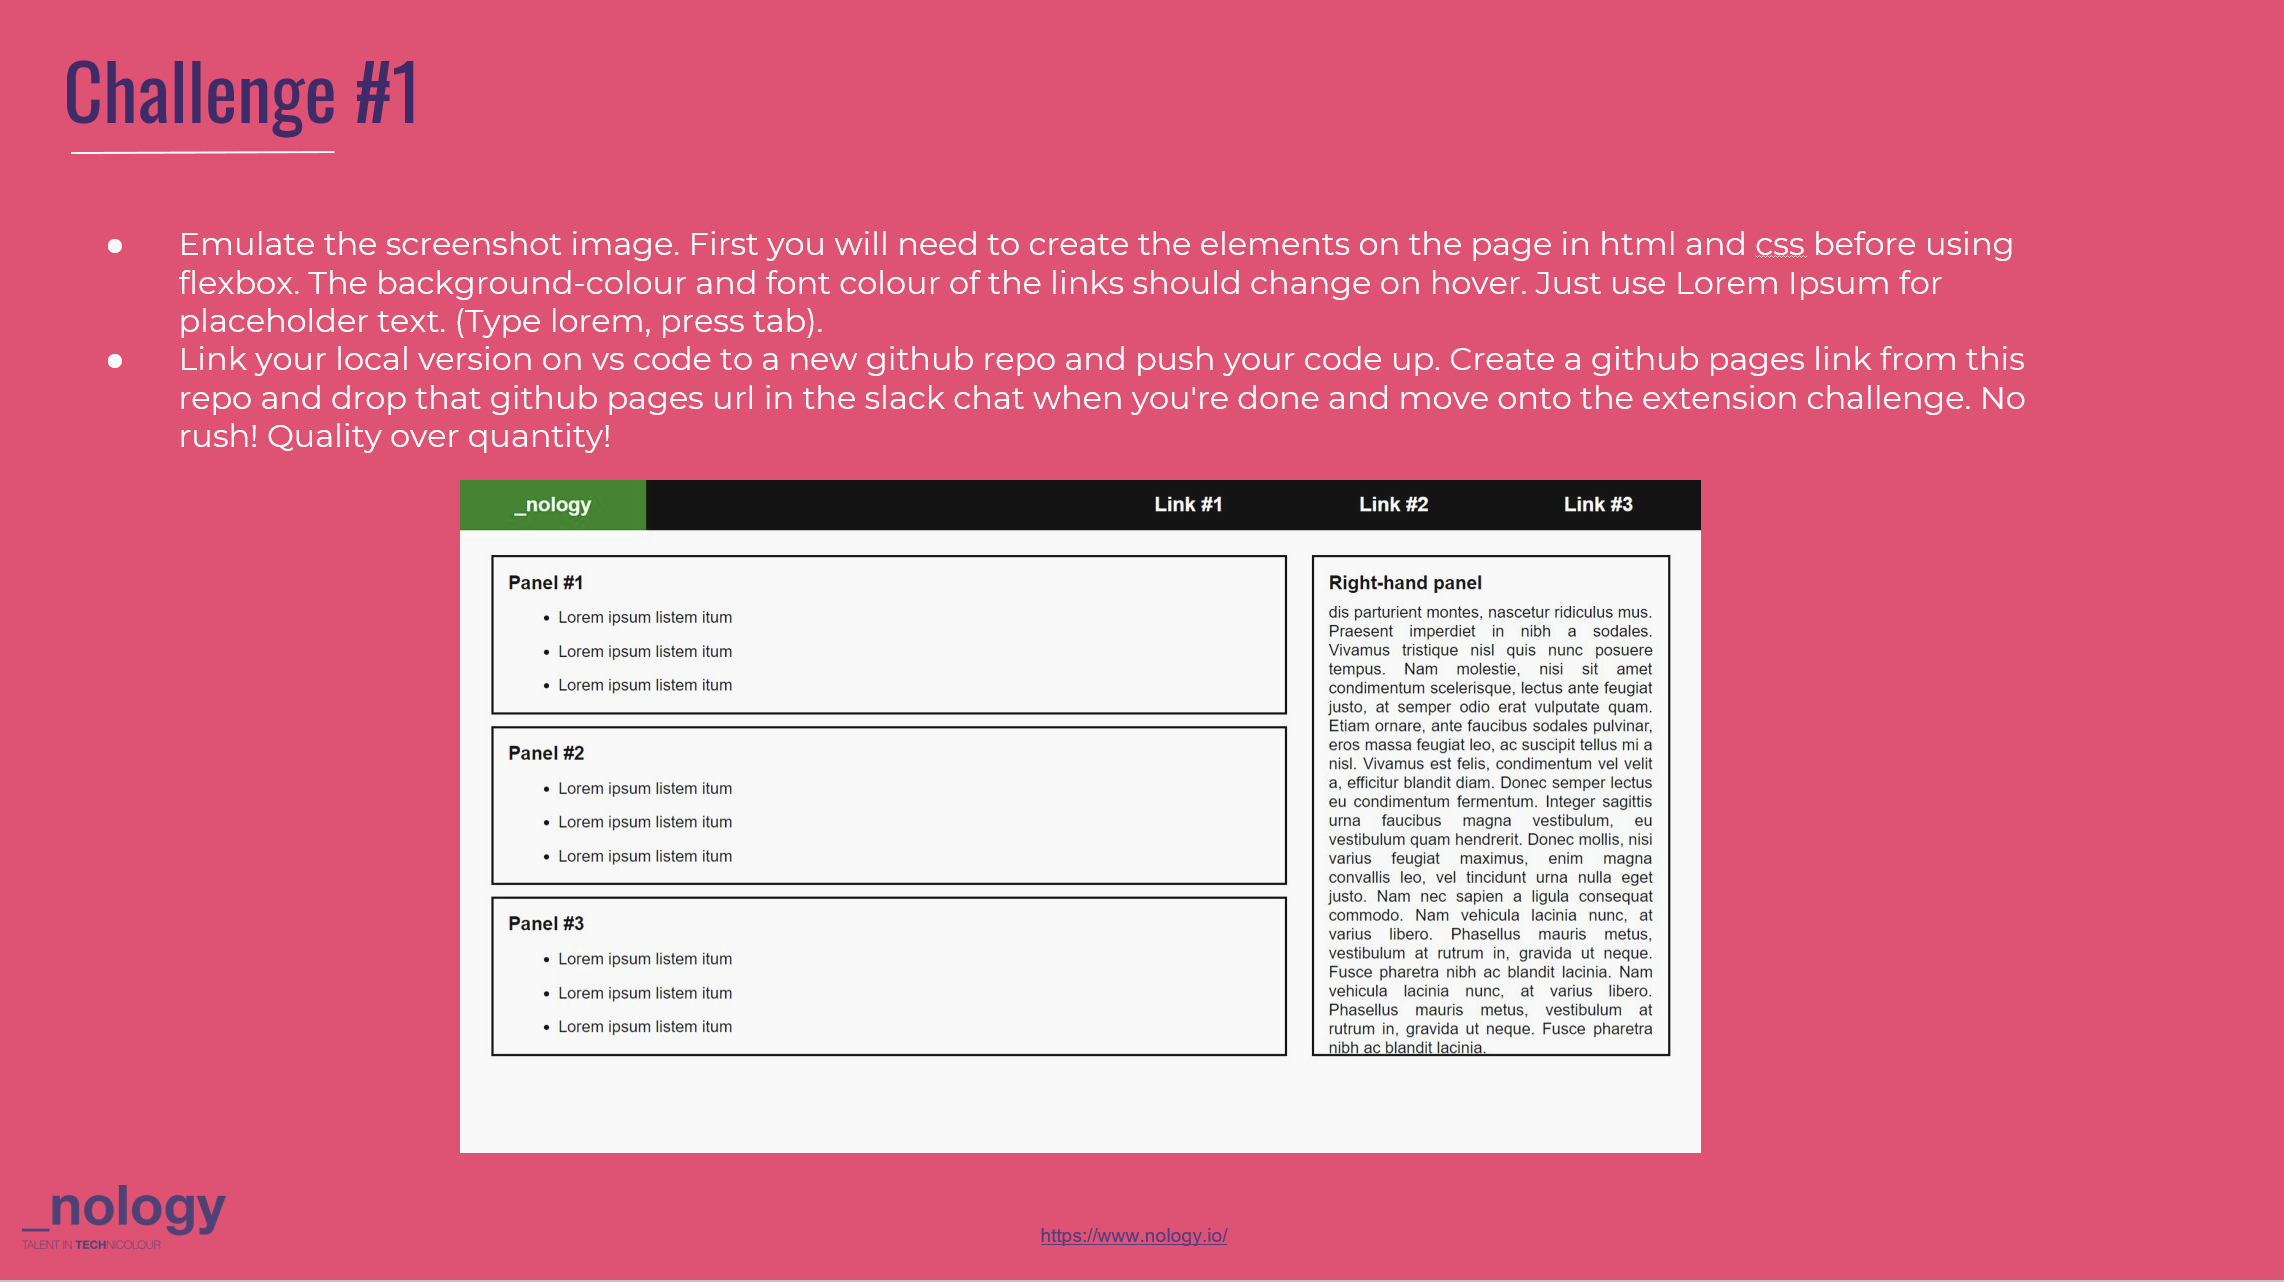 Challenge #1
● Emulate the screenshot image. First you will need to create the elements on the page in html and css before using
flexbox. The background-colour and font colour of the links should change on hover. Just use Lorem Ipsum for
placeholder text. (Type lorem, press tab).
● Link your local version on vs code to a new github repo and push your code up. Create a github pages link from this
repo and drop that github pages url in the slack chat when you're done and move onto the extension challenge. No
rush! Quality over quantity!
_nology Link #1 Link #2 Link #3
Panel #1
• Lorem ipsum listem itum
• Lorem ipsum listem itum
• Lorem ipsum listem itum
Panel #2
• Lorem ipsum listem itum
• Lorem ipsum listem itum
• Lorem ipsum listem itum
Panel #3
• Lorem ipsum listem itum
• Lorem ipsum listem itum
• Lorem ipsum listem itum
Right-hand panel
dis parturient montes, nascetur ridiculus mus.
Praesent imperdiet in nibh a sodales.
Vivamus tristique nisl quis nunc posuere
tempus. Nam molestie, nisi sit amet
condimentum scelerisque, lectus ante feugiat
justo, at semper odio erat vulputate quam.
Etiam ornare, ante faucibus sodales pulvinar,
eros massa feugiat leo, ac suscipit tellus mi a
nisl. Vivamus est felis, condimentum vel velit
a, efficitur blandit diam. Donec semper lectus
eu condimentum fermentum. Integer sagittis
urna faucibus magna vestibulum, eu
vestibulum quam hendrerit. Donec mollis, nisi
varius feugiat maximus, enim magna
convallis leo, vel tincidunt urna nulla eget
justo. Nam nec sapien a ligula consequat
commodo. Nam vehicula lacinia nunc, at
varius libero. Phasellus mauris metus,
vestibulum at rutrum in, gravida ut neque.
Fusce pharetra nibh ac blandit lacinia. Nam
vehicula lacinia nunc, at varius libero.
Phasellus mauris metus, vestibulum at
rutrum in, gravida ut neque. Fusce pharetra
nibh ac blandit lacinia.
_nology
TALENT IN TECHNICOLOUR
https://www.nology.io/